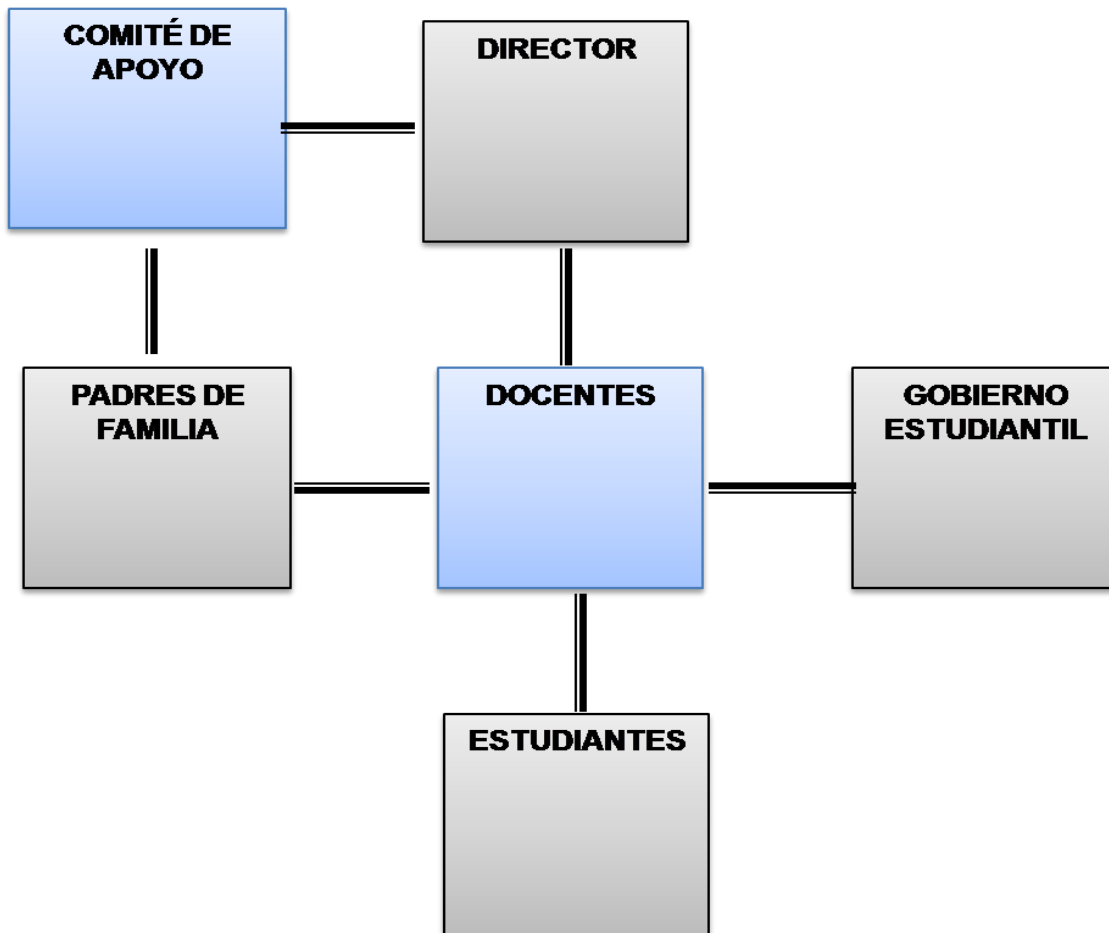 COMITÉ DE
APOYO
DIRECTOR
PADRES DE
FAMILIA
DOCENTES
GOBIERNO
ESTUDIANTIL
ESTUDIANTES